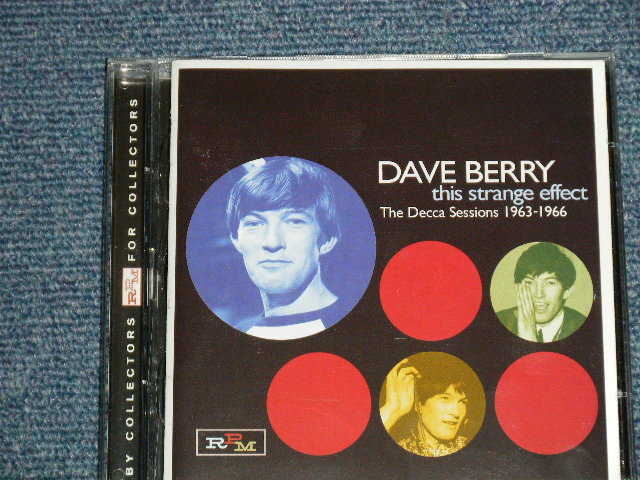 DAVE BERRY
this strange effect
The Decca Sessions 1963-1966
RPM
BY COLLECTORS RPM FOR COLLECTORS